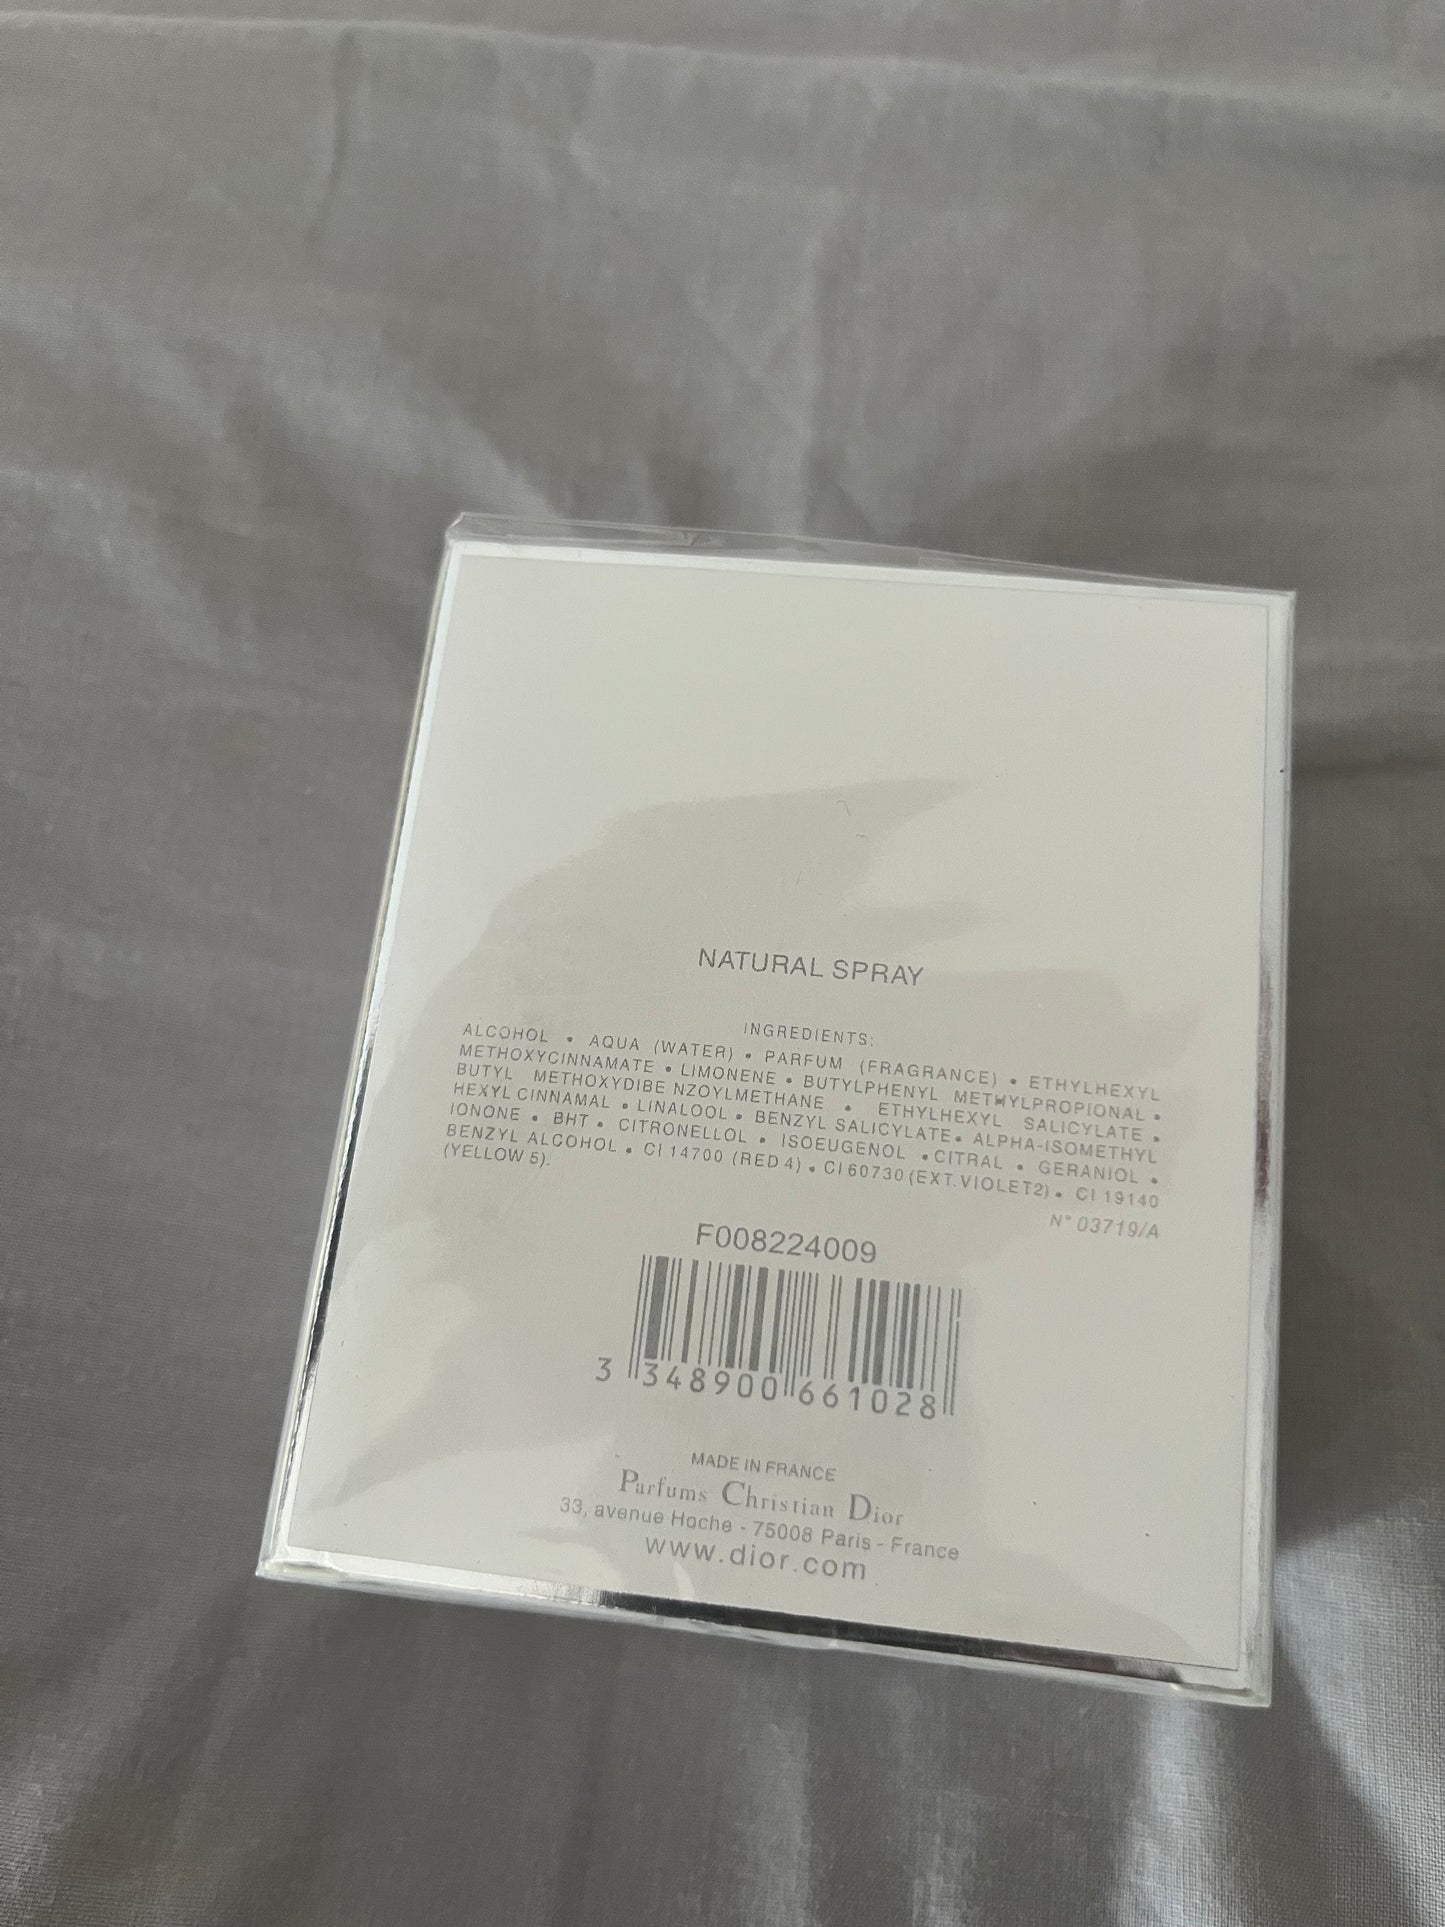 NATURAL SPRAY
INGREDIENTS:
ALCOHOL • AQUA (WATER) • PARFUM (FRAGRANCE) • ETHYLHEXYL
METHOXYCINNAMATE • LIMONENE • BUTYLPHENYL METHYLPROPIONAL •
BUTYL METHOXYDIBE NZOYLMETHANE • ETHYLHEXYL SALICYLATE •
HEXYL CINNAMAL • LINALOOL • BENZYL SALICYLATE • ALPHA-ISOMETHYL
IONONE • BHT • CITRONELLOL • ISOEUGENOL • CITRAL • GERANIOL •
BENZYL ALCOHOL • CI 14700 (RED 4) • CI 60730 (EXT. VIOLET2) • CI 19140
(YELLOW 5).
N° 03719/A
F008224009
3 348900 661028
MADE IN FRANCE
Parfums Christian Dior
33, avenue Hoche - 75008 Paris - France
www.dior.com